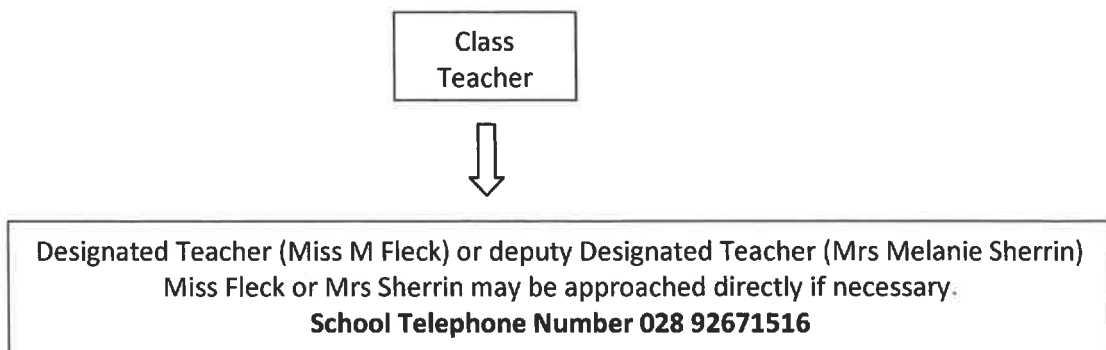 Class
Teacher
Designated Teacher (Miss M Fleck) or deputy Designated Teacher (Mrs Melanie Sherrin)
Miss Fleck or Mrs Sherrin may be approached directly if necessary.
School Telephone Number 028 92671516